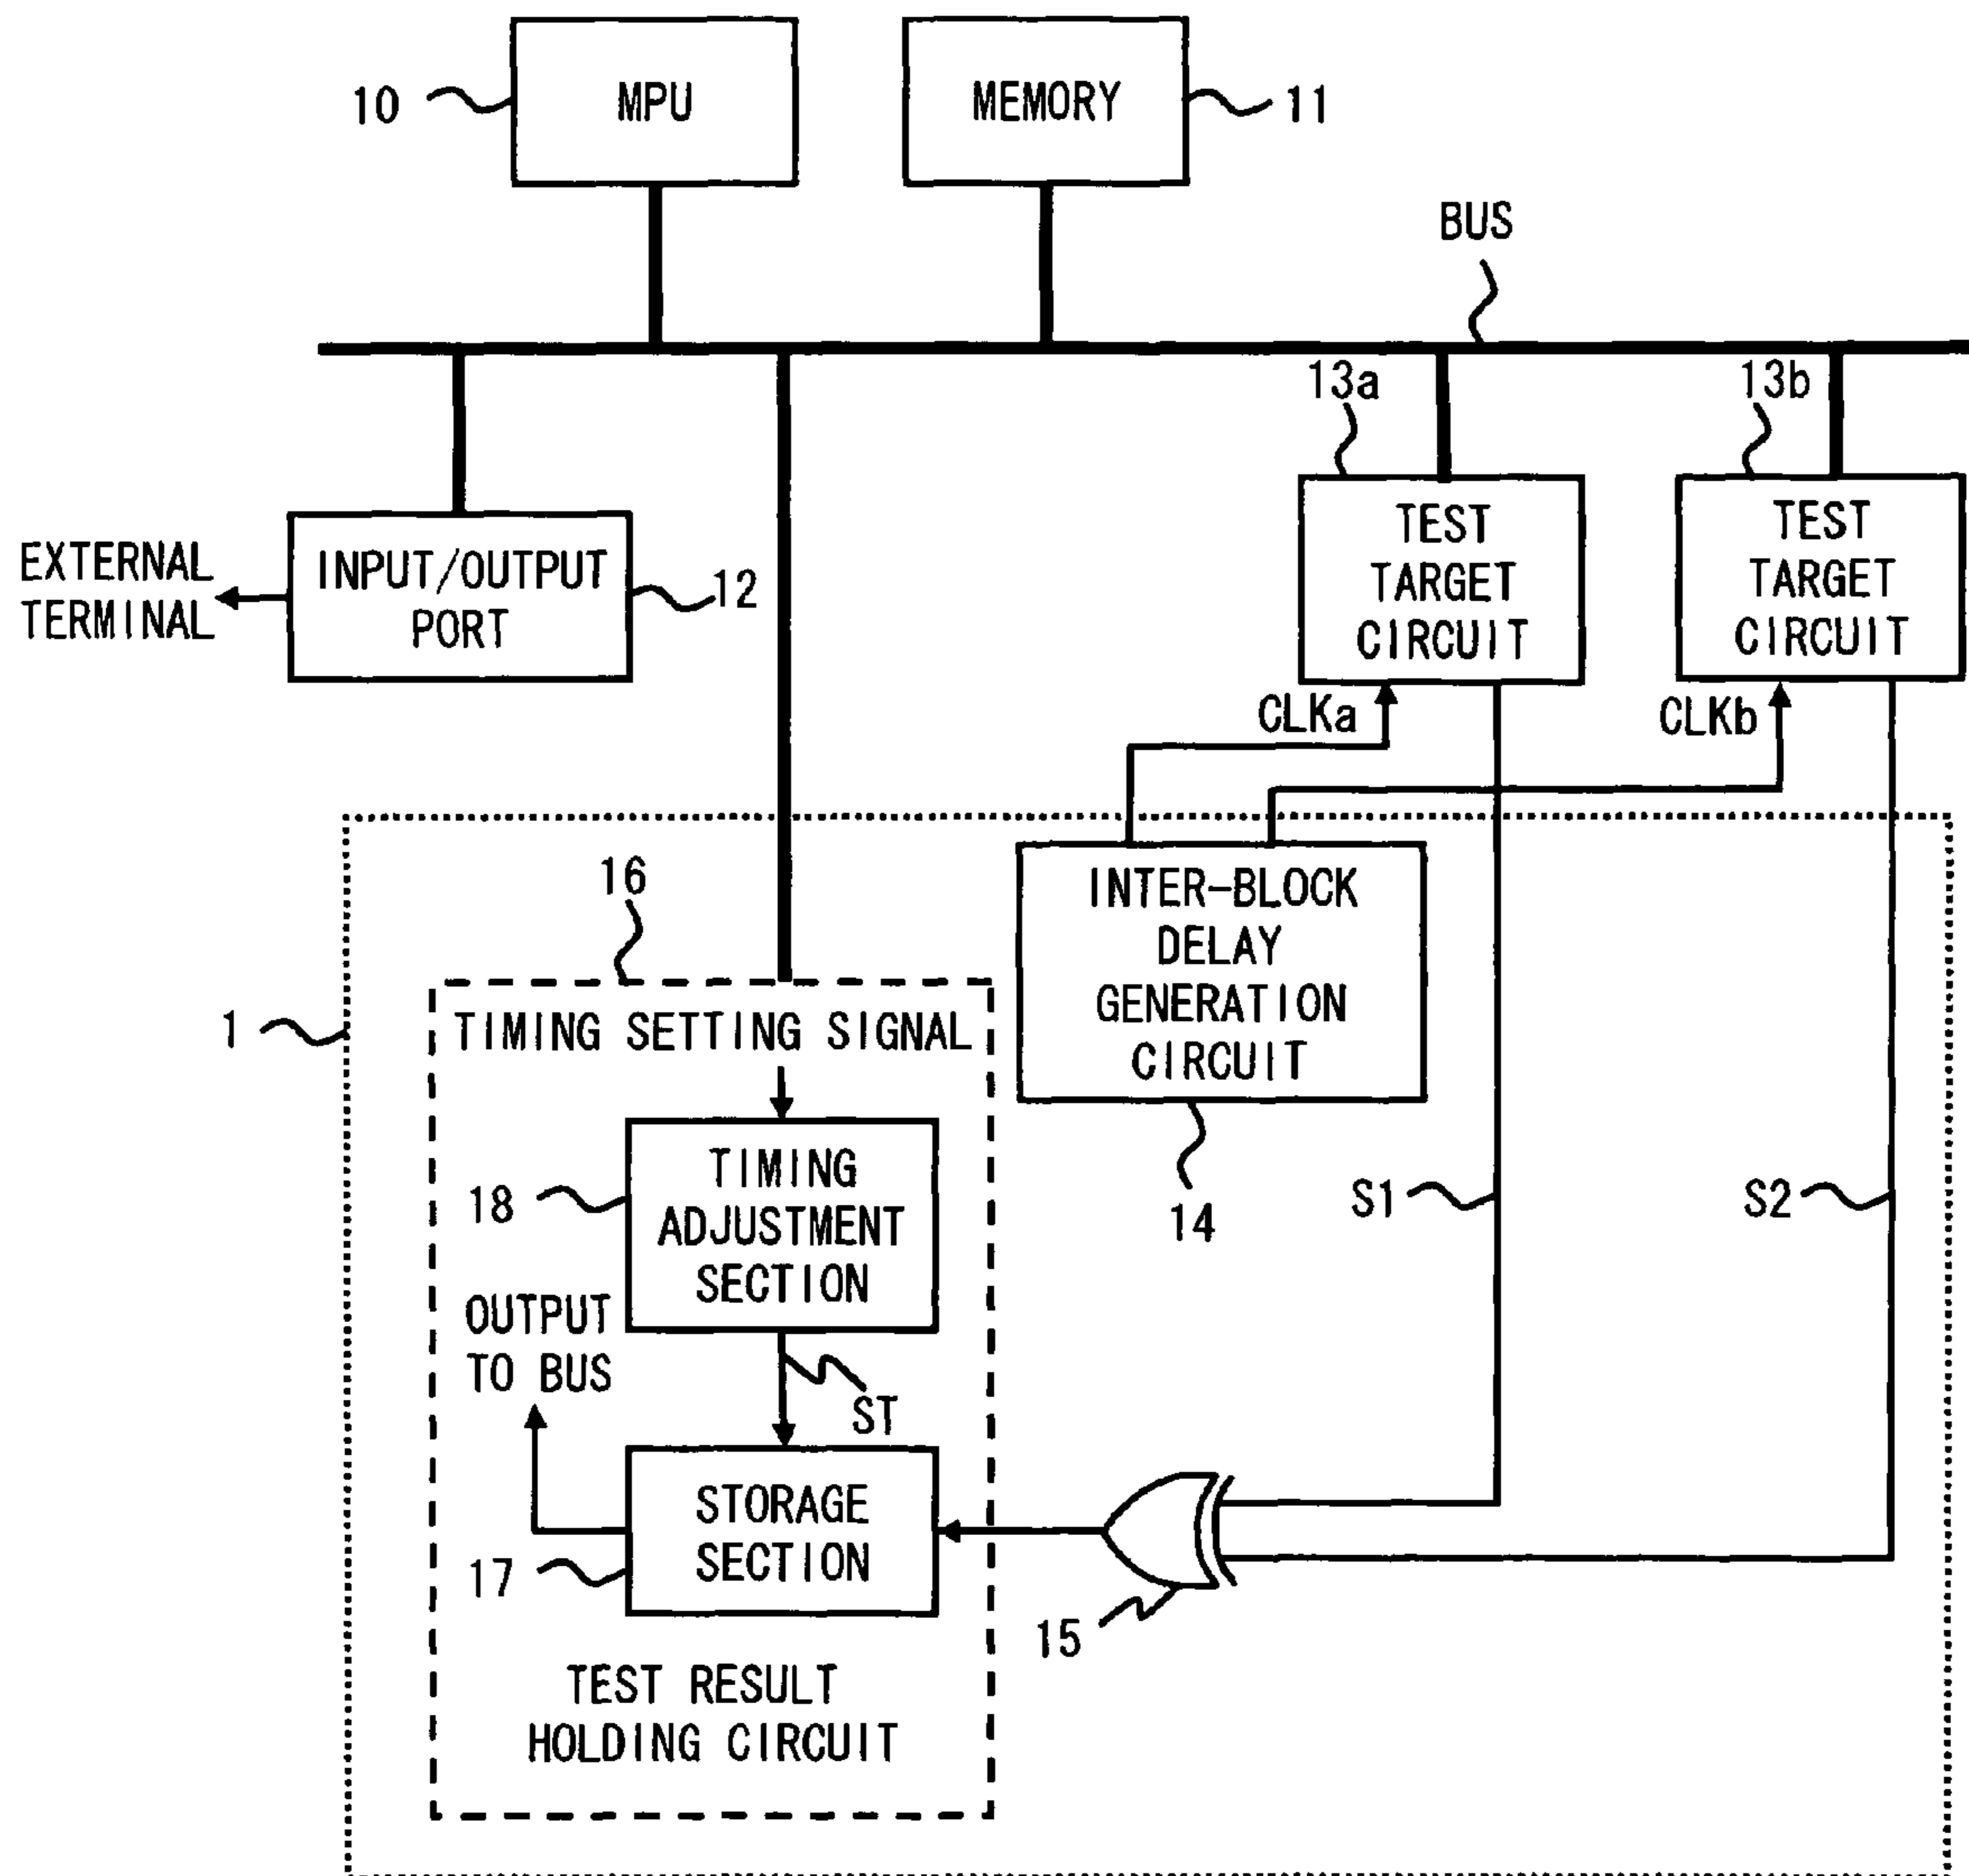 10
MPU
MEMORY
11
BUS
13a
13b
EXTERNAL
TERMINAL
INPUT/OUTPUT
PORT
12
TEST
TARGET
CIRCUIT
TEST
TARGET
CIRCUIT
CLKa
CLKb
16
INTER-BLOCK
DELAY
GENERATION
CIRCUIT
1
TIMING SETTING SIGNAL
14
18
TIMING
ADJUSTMENT
SECTION
S1
S2
OUTPUT
TO BUS
ST
STORAGE
SECTION
17
15
TEST RESULT
HOLDING CIRCUIT